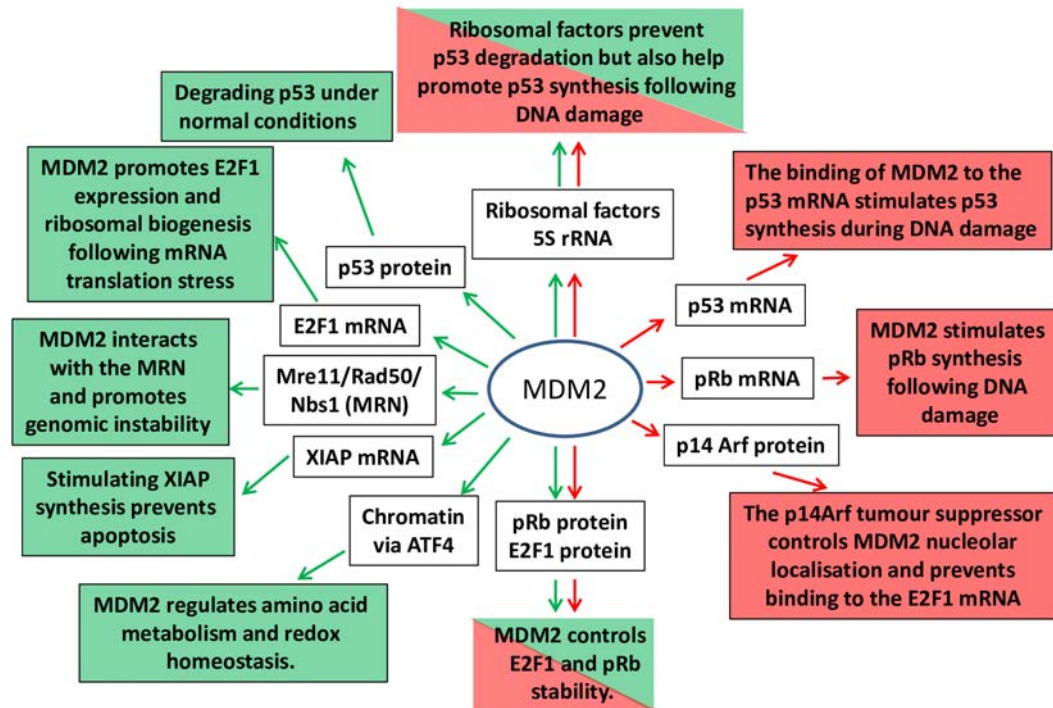 Ribosomal factors prevent
p53 degradation but also help
promote p53 synthesis following
DNA damage
Degrading p53 under
normal conditions
MDM2 promotes E2F1
expression and
ribosomal biogenesis
following mRNA
translation stress
The binding of MDM2 to the
p53 mRNA stimulates p53
synthesis during DNA damage
Ribosomal factors
5S rRNA
p53 protein
p53 mRNA
E2F1 mRNA
MDM2 interacts
with the MRN
and promotes
genomic instability
Mre11/Rad50/
Nbs1 (MRN)
MDM2
pRb mRNA
MDM2 stimulates
pRb synthesis
following DNA
damage
XIAP mRNA
p14 Arf protein
Stimulating XIAP
synthesis prevents
apoptosis
Chromatin
via ATF4
pRb protein
E2F1 protein
The p14Arf tumour suppressor
controls MDM2 nucleolar
localisation and prevents
binding to the E2F1 mRNA
MDM2 regulates amino acid
metabolism and redox
homeostasis.
MDM2 controls
E2F1 and pRb
stability.